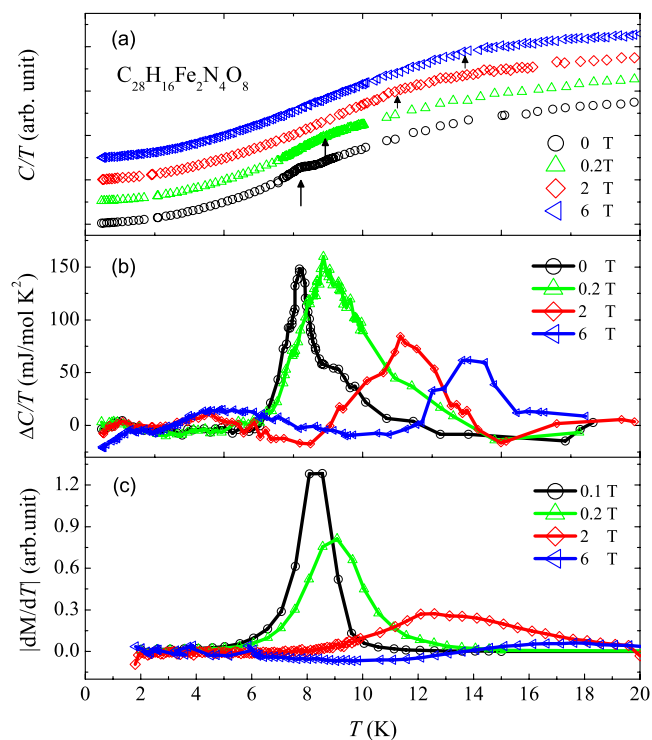 (a)
C28H16Fe2N4O8
C/T (arb. unit)
0 T
0.2T
2 T
6 T
(b)
ΔC/T (mJ/mol K²)
150
100
50
0
0 T
0.2 T
2 T
6 T
(c)
|dM/dT| (arb.unit)
1.2
0.9
0.6
0.3
0.0
0.1 T
0.2 T
2 T
6 T
0 2 4 6 8 10 12 14 16 18 20
T (K)